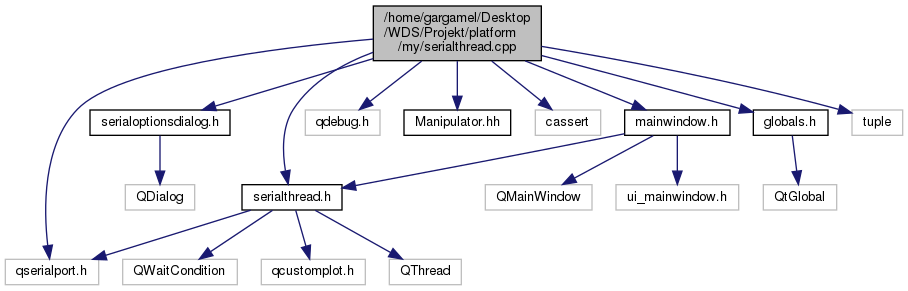 /home/gargamel/Desktop
/WDS/Projekt/platform
/my/serialthread.cpp
serialoptionsdialog.h
qdebug.h
Manipulator.hh
cassert
mainwindow.h
globals.h
tuple
QDialog
serialthread.h
QMainWindow
ui_mainwindow.h
QtGlobal
qserialport.h
QWaitCondition
qcustomplot.h
QThread